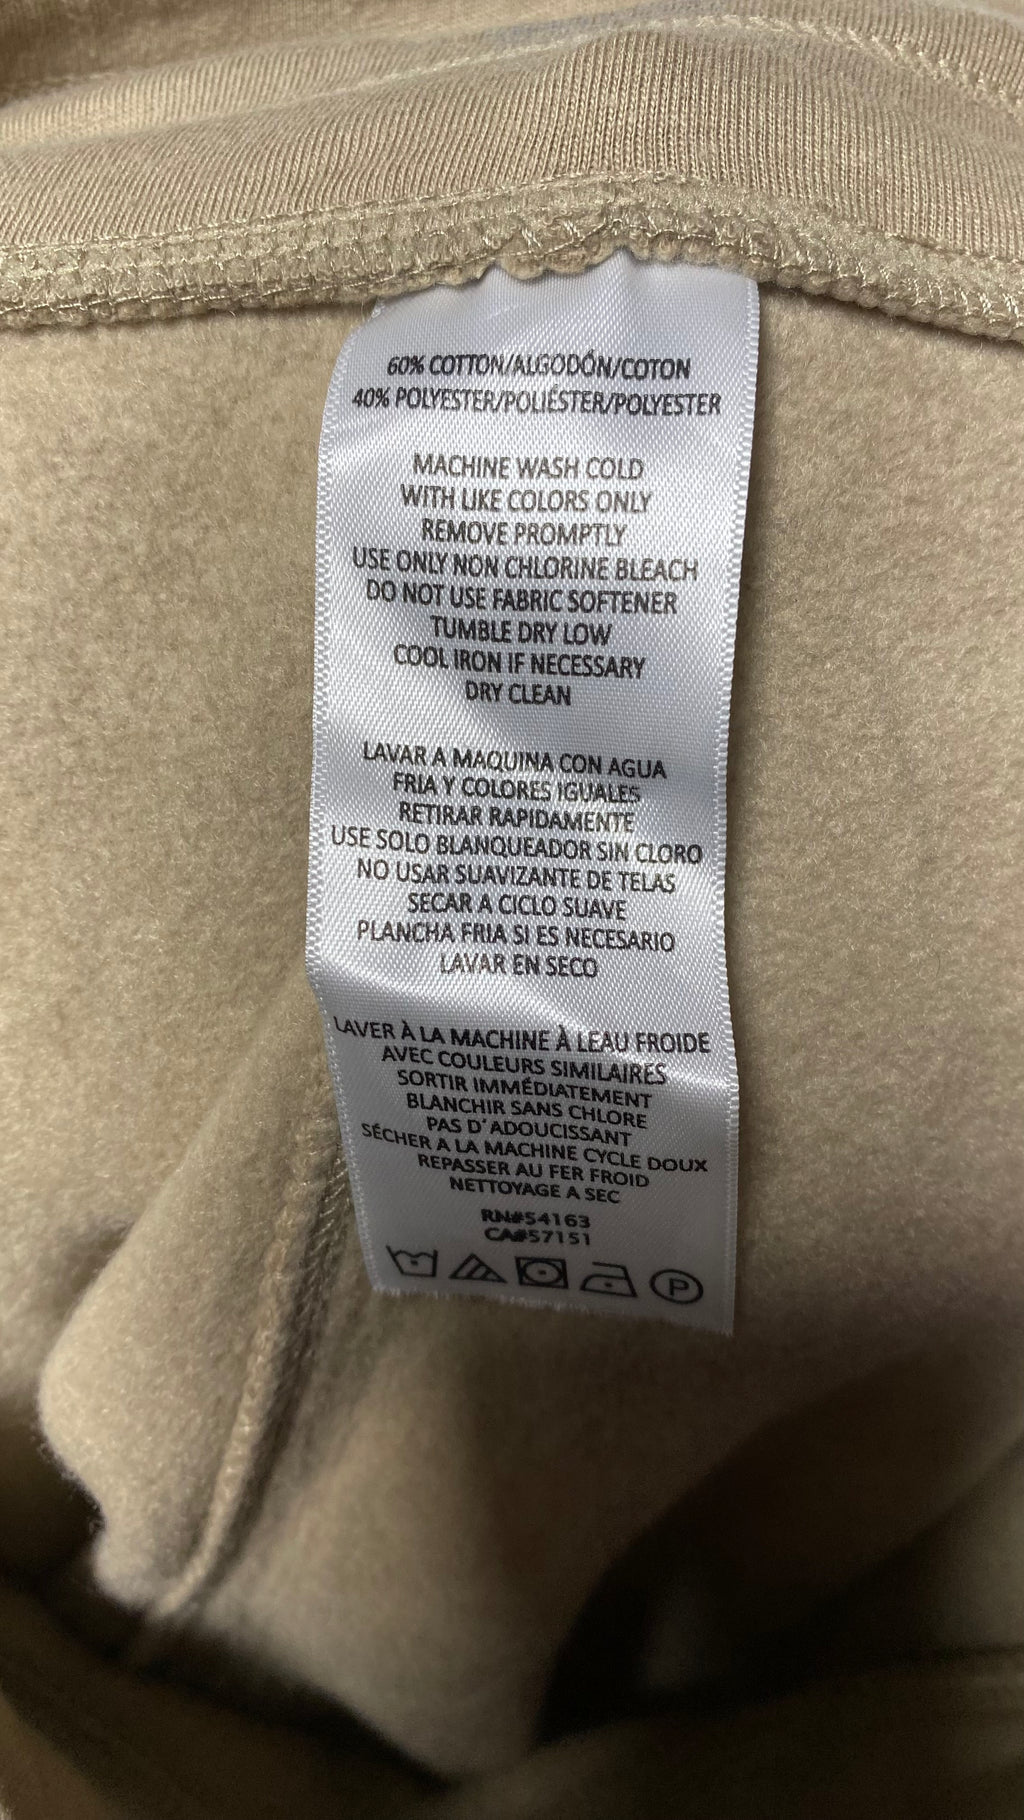 60% COTTON/ALGODÓN/COTON
40% POLYESTER/POLIÉSTER/POLYESTER
MACHINE WASH COLD
WITH LIKE COLORS ONLY
REMOVE PROMPTLY
USE ONLY NON CHLORINE BLEACH
DO NOT USE FABRIC SOFTENER
TUMBLE DRY LOW
COOL IRON IF NECESSARY
DRY CLEAN
LAVAR A MAQUINA CON AGUA
FRIA Y COLORES IGUALES
RETIRAR RAPIDAMENTE
USE SOLO BLANQUEADOR SIN CLORO
NO USAR SUAVIZANTE DE TELAS
SECAR A CICLO SUAVE
PLANCHA FRIA SI ES NECESARIO
LAVAR EN SECO
LAVER À LA MACHINE À LEAU FROIDE
AVEC COULEURS SIMILAIRES
SORTIR IMMÉDIATEMENT
BLANCHIR SANS CHLORE
PAS D'ADOUCISSANT
SÉCHER A LA MACHINE CYCLE DOUX
REPASSER AU FER FROID
NETTOYAGE A SEC
RN#54163
CA#57151
P